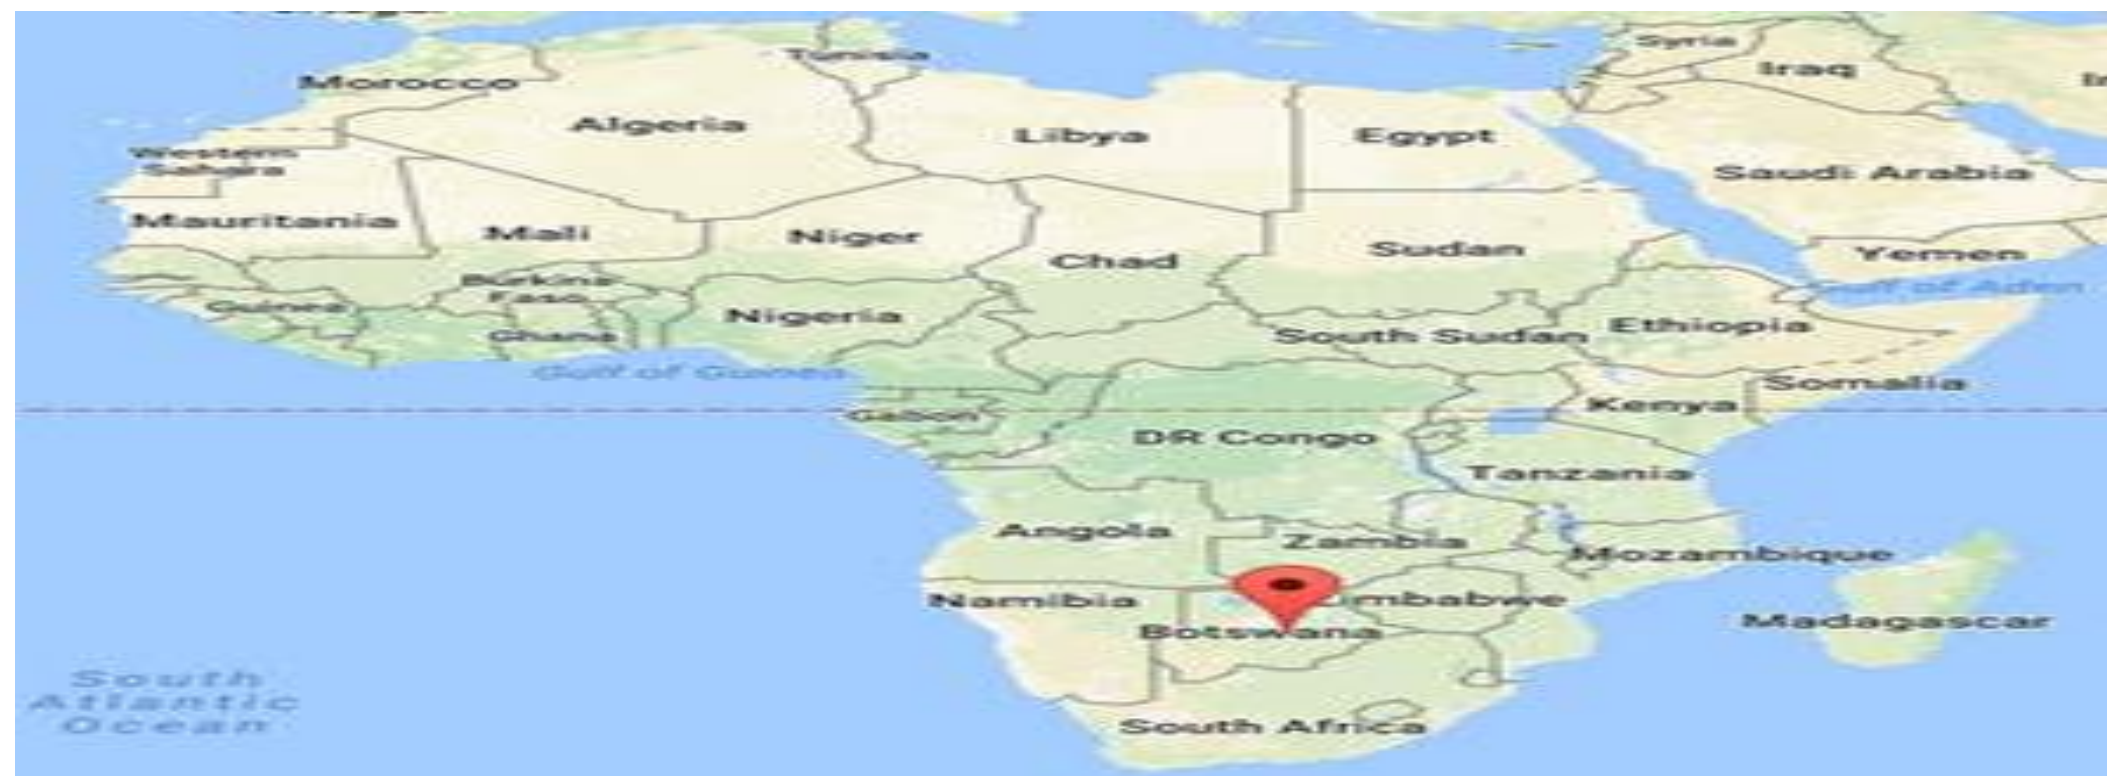 Syria
Tunisia
Iraq
Morocco
Algeria
Libya
Egypt
Western
Sahara
Saudi Arabia
Mauritania
Mali
Niger
Sudan
Chad
Yemen
Burkina
Faso
Guinea
Nigeria
Gulf of Aden
Ghana
South Sudan
Ethiopia
Gulf of Guinea
Somalia
Gabon
Kenya
DR Congo
Tanzania
Angola
Zambia
Mozambique
Namibia
Botswana
Madagascar
South
Atlantic
Ocean
South Africa